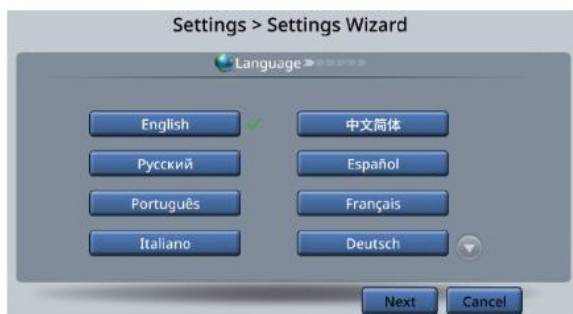 Settings > Settings Wizard
Language
English
中文简体
Русский
Español
Português
Français
Italiano
Deutsch
Next
Cancel